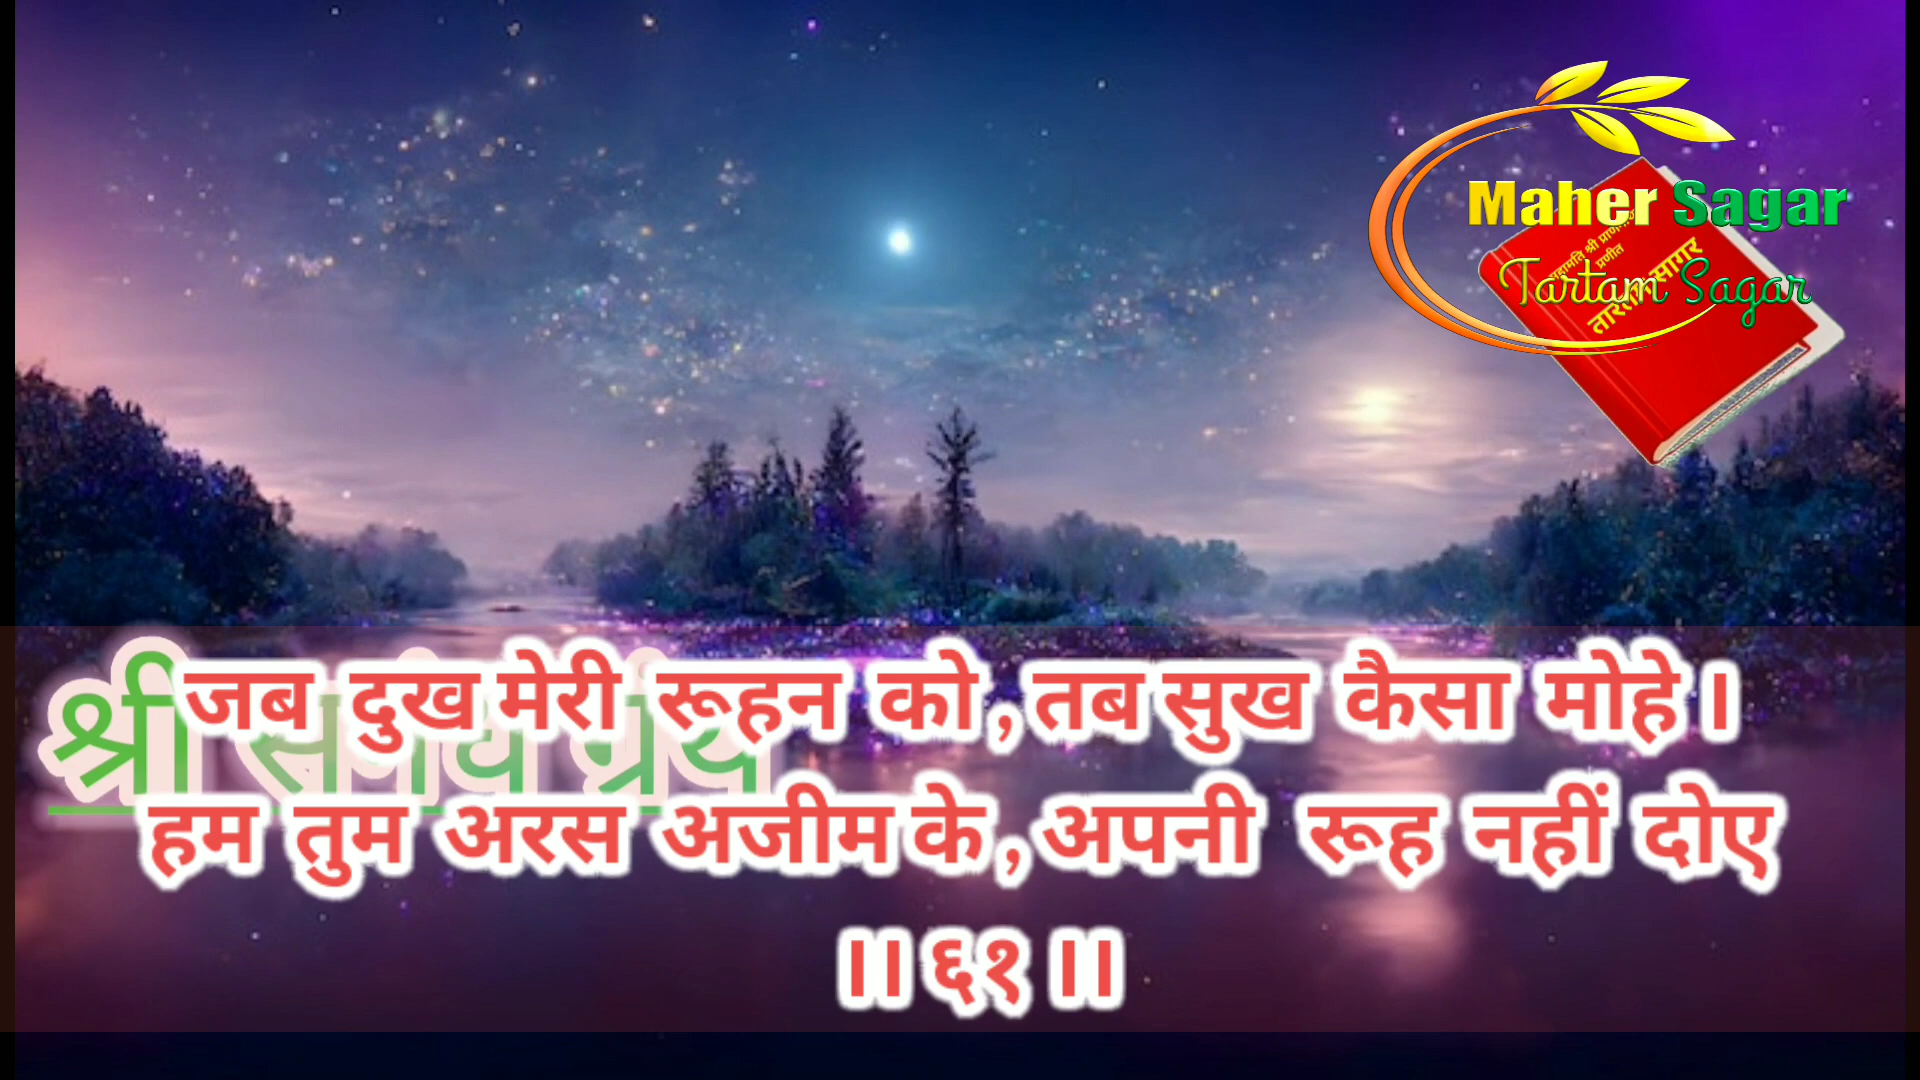 Maher Sagar
Tartam Sagar
श्री
जब दुख मेरी रूहन को , तब सुख कैसा मोहे ।
हम तुम अरस अजीम के , अपनी रूह नहीं दोए
।। ६१ ।।